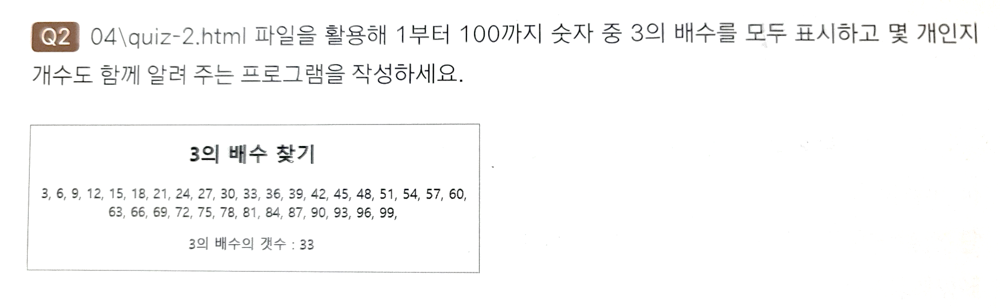 Q2 04\quiz-2.html 파일을 활용해 1부터 100까지 숫자 중 3의 배수를 모두 표시하고 몇 개인지
개수도 함께 알려 주는 프로그램을 작성하세요.
3의 배수 찾기
3, 6, 9, 12, 15, 18, 21, 24, 27, 30, 33, 36, 39, 42, 45, 48, 51, 54, 57, 60,
63, 66, 69, 72, 75, 78, 81, 84, 87, 90, 93, 96, 99,
3의 배수의 갯수 : 33